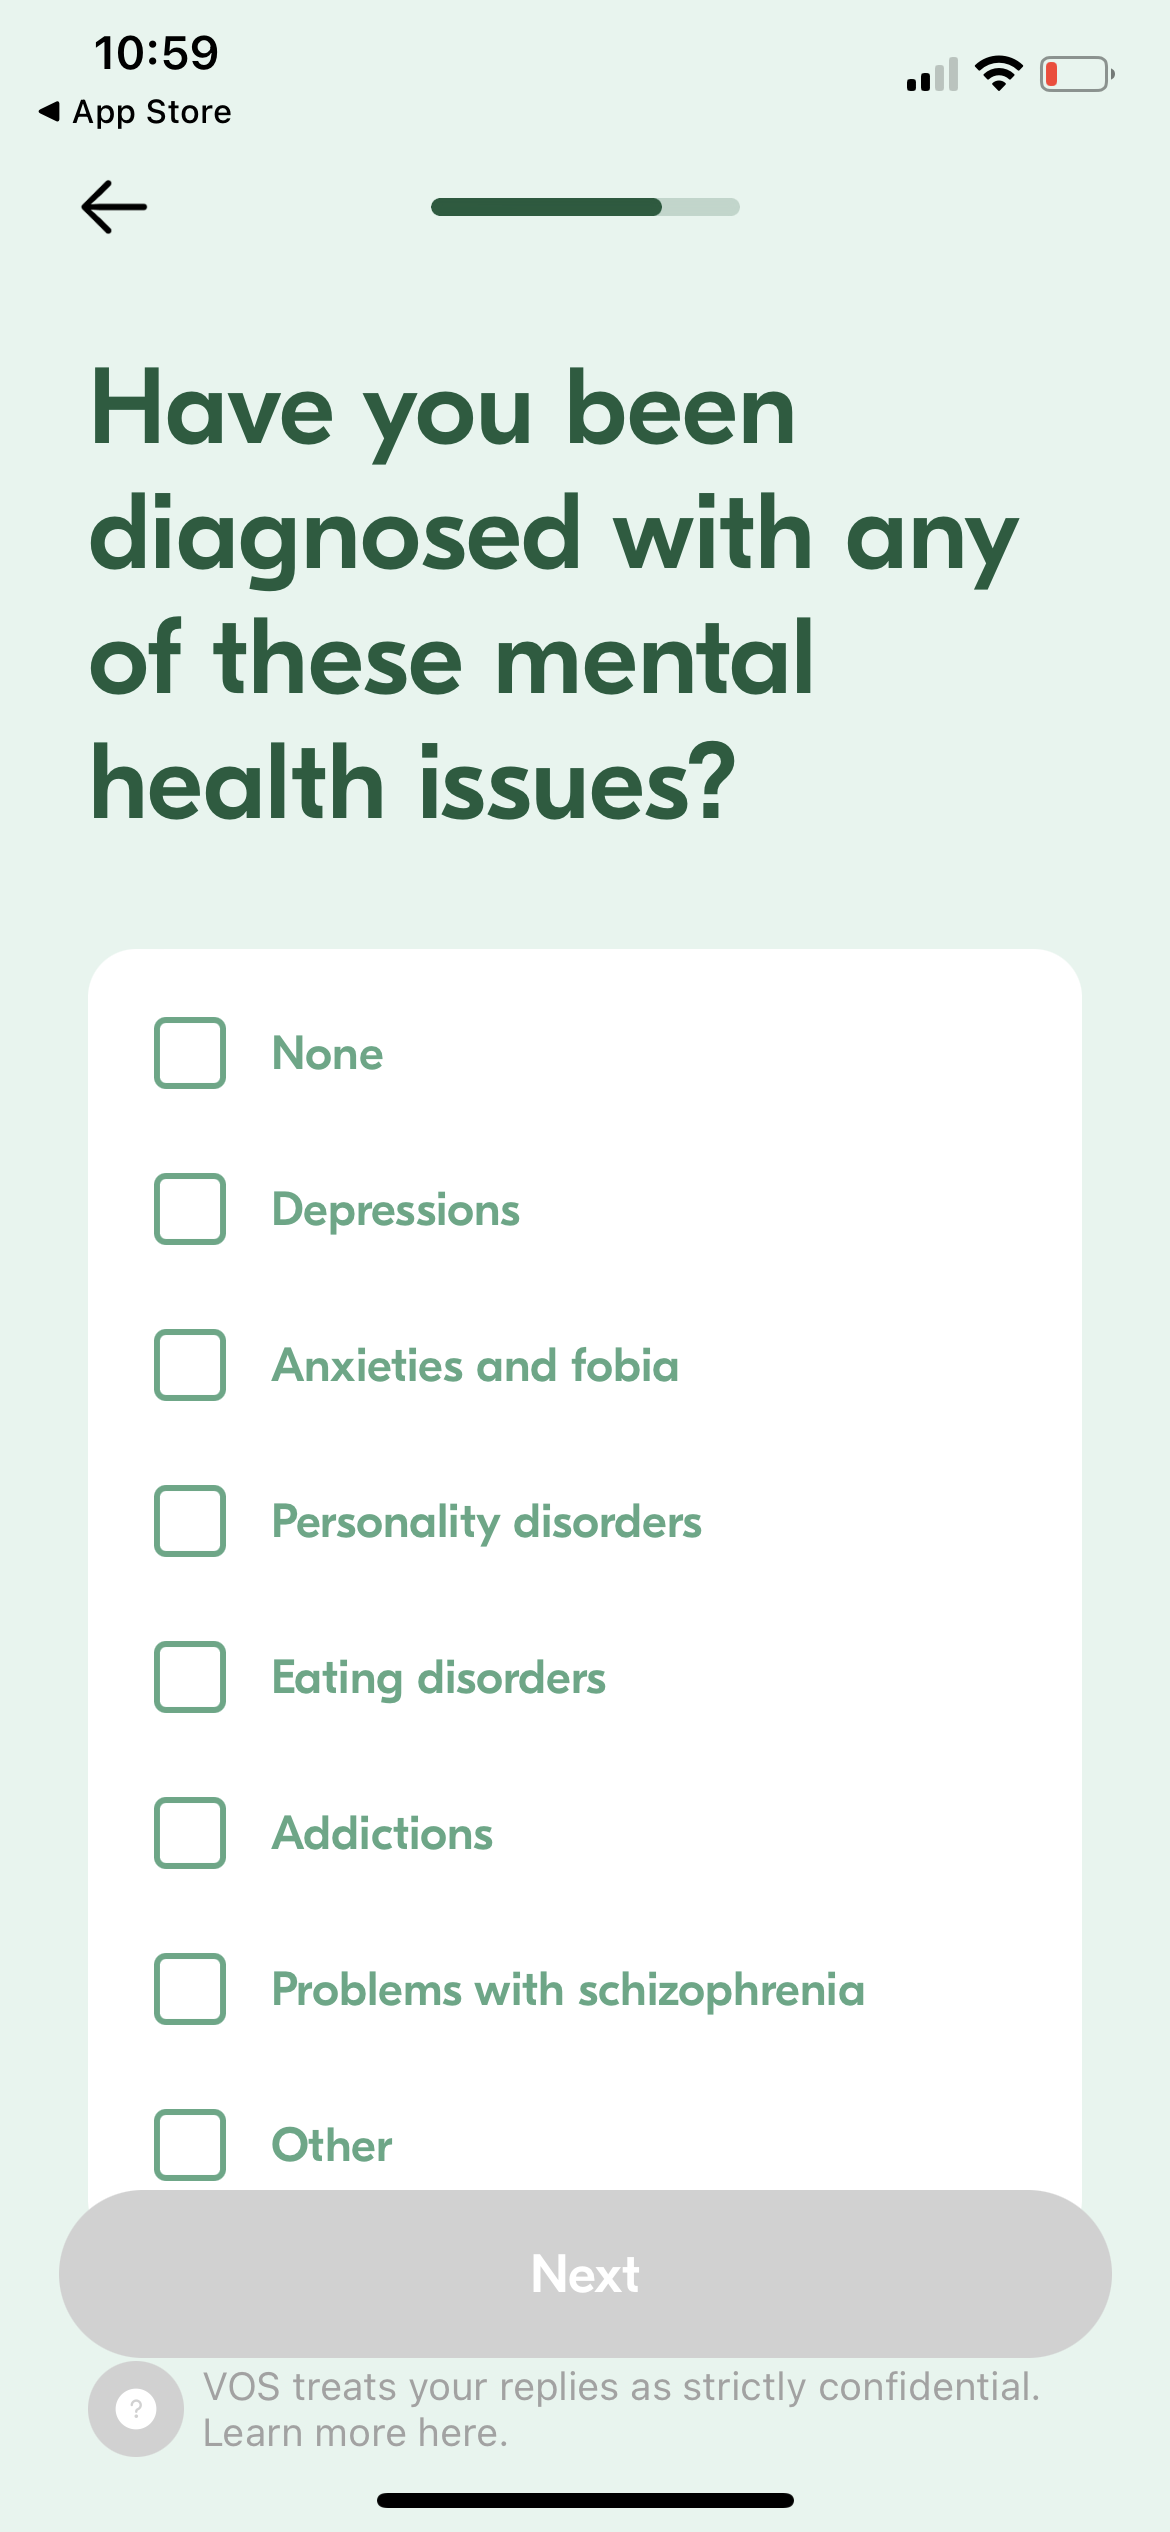 10:59
◀ App Store
Have you been
diagnosed with any
of these mental
health issues?
None
Depressions
Anxieties and fobia
Personality disorders
Eating disorders
Addictions
Problems with schizophrenia
Other
Next
?
VOS treats your replies as strictly confidential.
Learn more here.